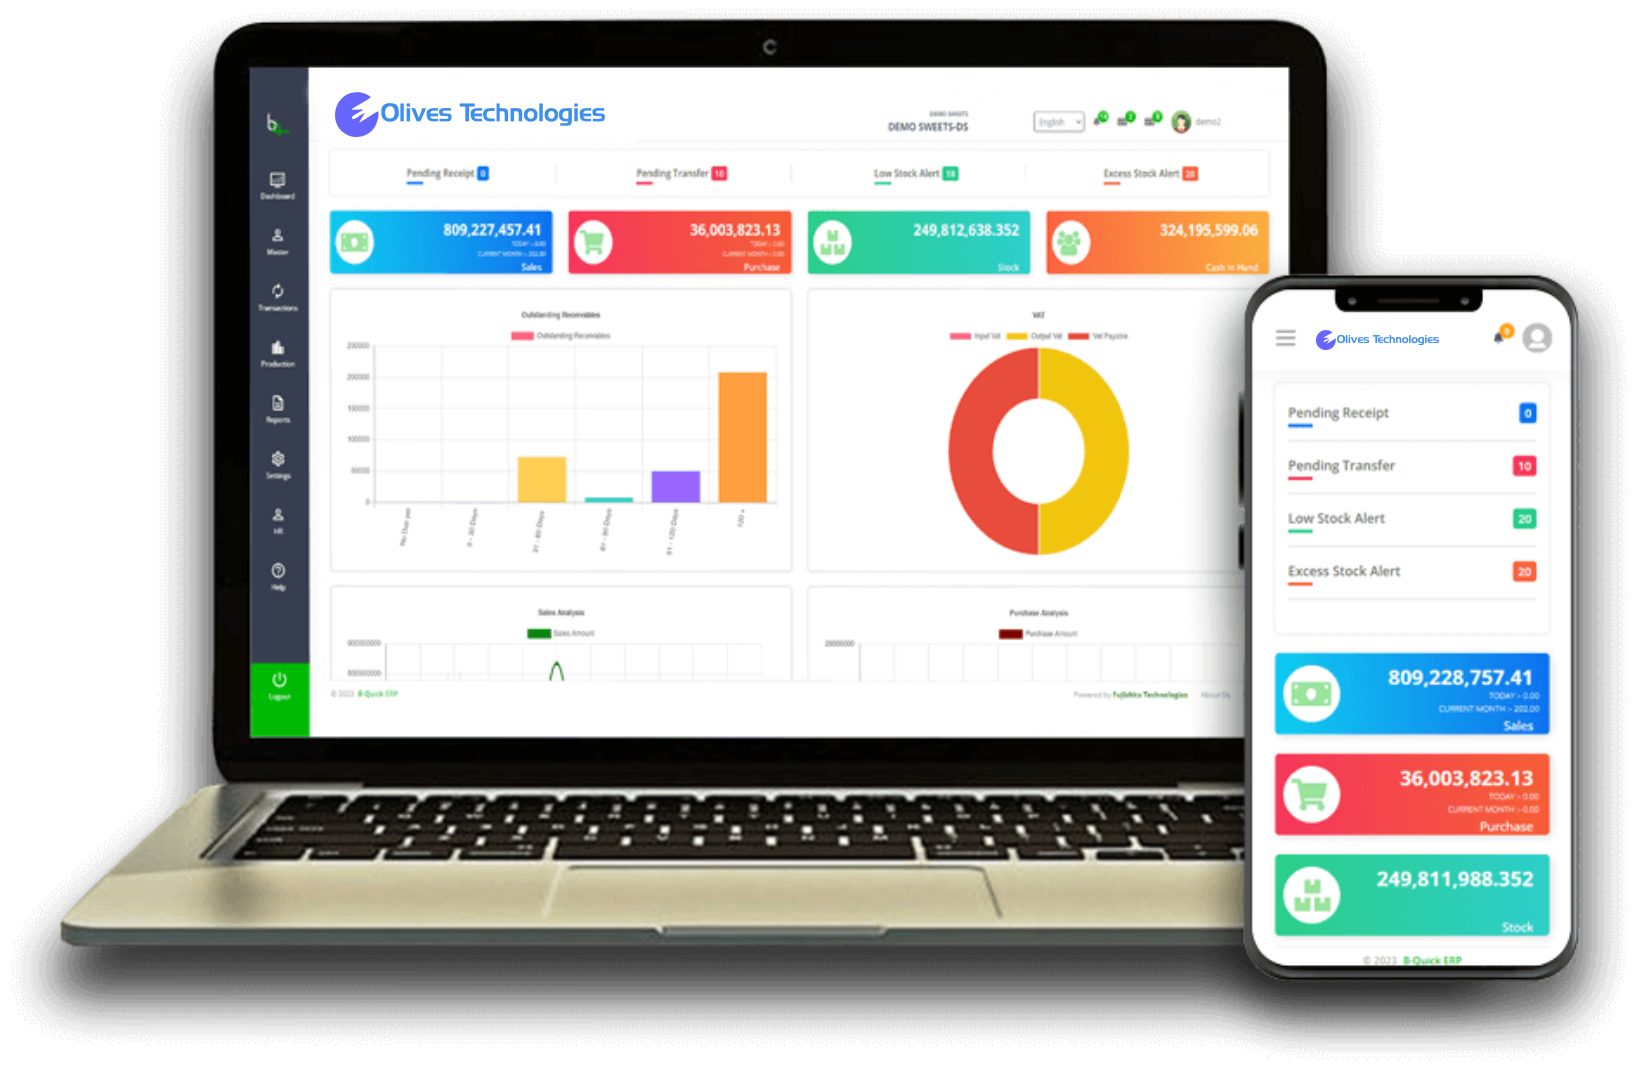 Olives Technologies
DEMO SWEETS
DEMO SWEETS-DS
English
demo2
Dashboard
Master
Transactions
Production
Reports
Settings
HR
Help
Logout
Pending Receipt 0
Pending Transfer 10
Low Stock Alert
Excess Stock Alert 20
809,227,457.41
CURRENT MONTH :- 202.00
Sales
36,003,823.13
TODAY :- 0.00
CURRENT MONTH :- 0.00
Purchase
249,812,638.352
Stock
324,195,599.06
Cash In Hand
Outstanding Receivables
Outstanding Receivables
250000
200000
150000
100000
50000
0
0 - 30 Days
31 - 60 Days
61 - 90 Days
91 - 120 Days
120 +
VAT
Input Vat Output Vat Vat Payable
Sales Analysis
Sales Amount
900000000
800000000
Purchase Analysis
Purchase Amount
25000000
© 2023 B-Quick ERP
Powered by Technologies About Us
Olives Technologies
0
Pending Receipt 0
Pending Transfer 10
Low Stock Alert 20
Excess Stock Alert 20
809,228,757.41
TODAY :- 0.00
CURRENT MONTH :- 202.00
Sales
36,003,823.13
TODAY :- 0.00
CURRENT MONTH :- 0.00
Purchase
249,811,988.352
Stock
© 2023 B-Quick ERP